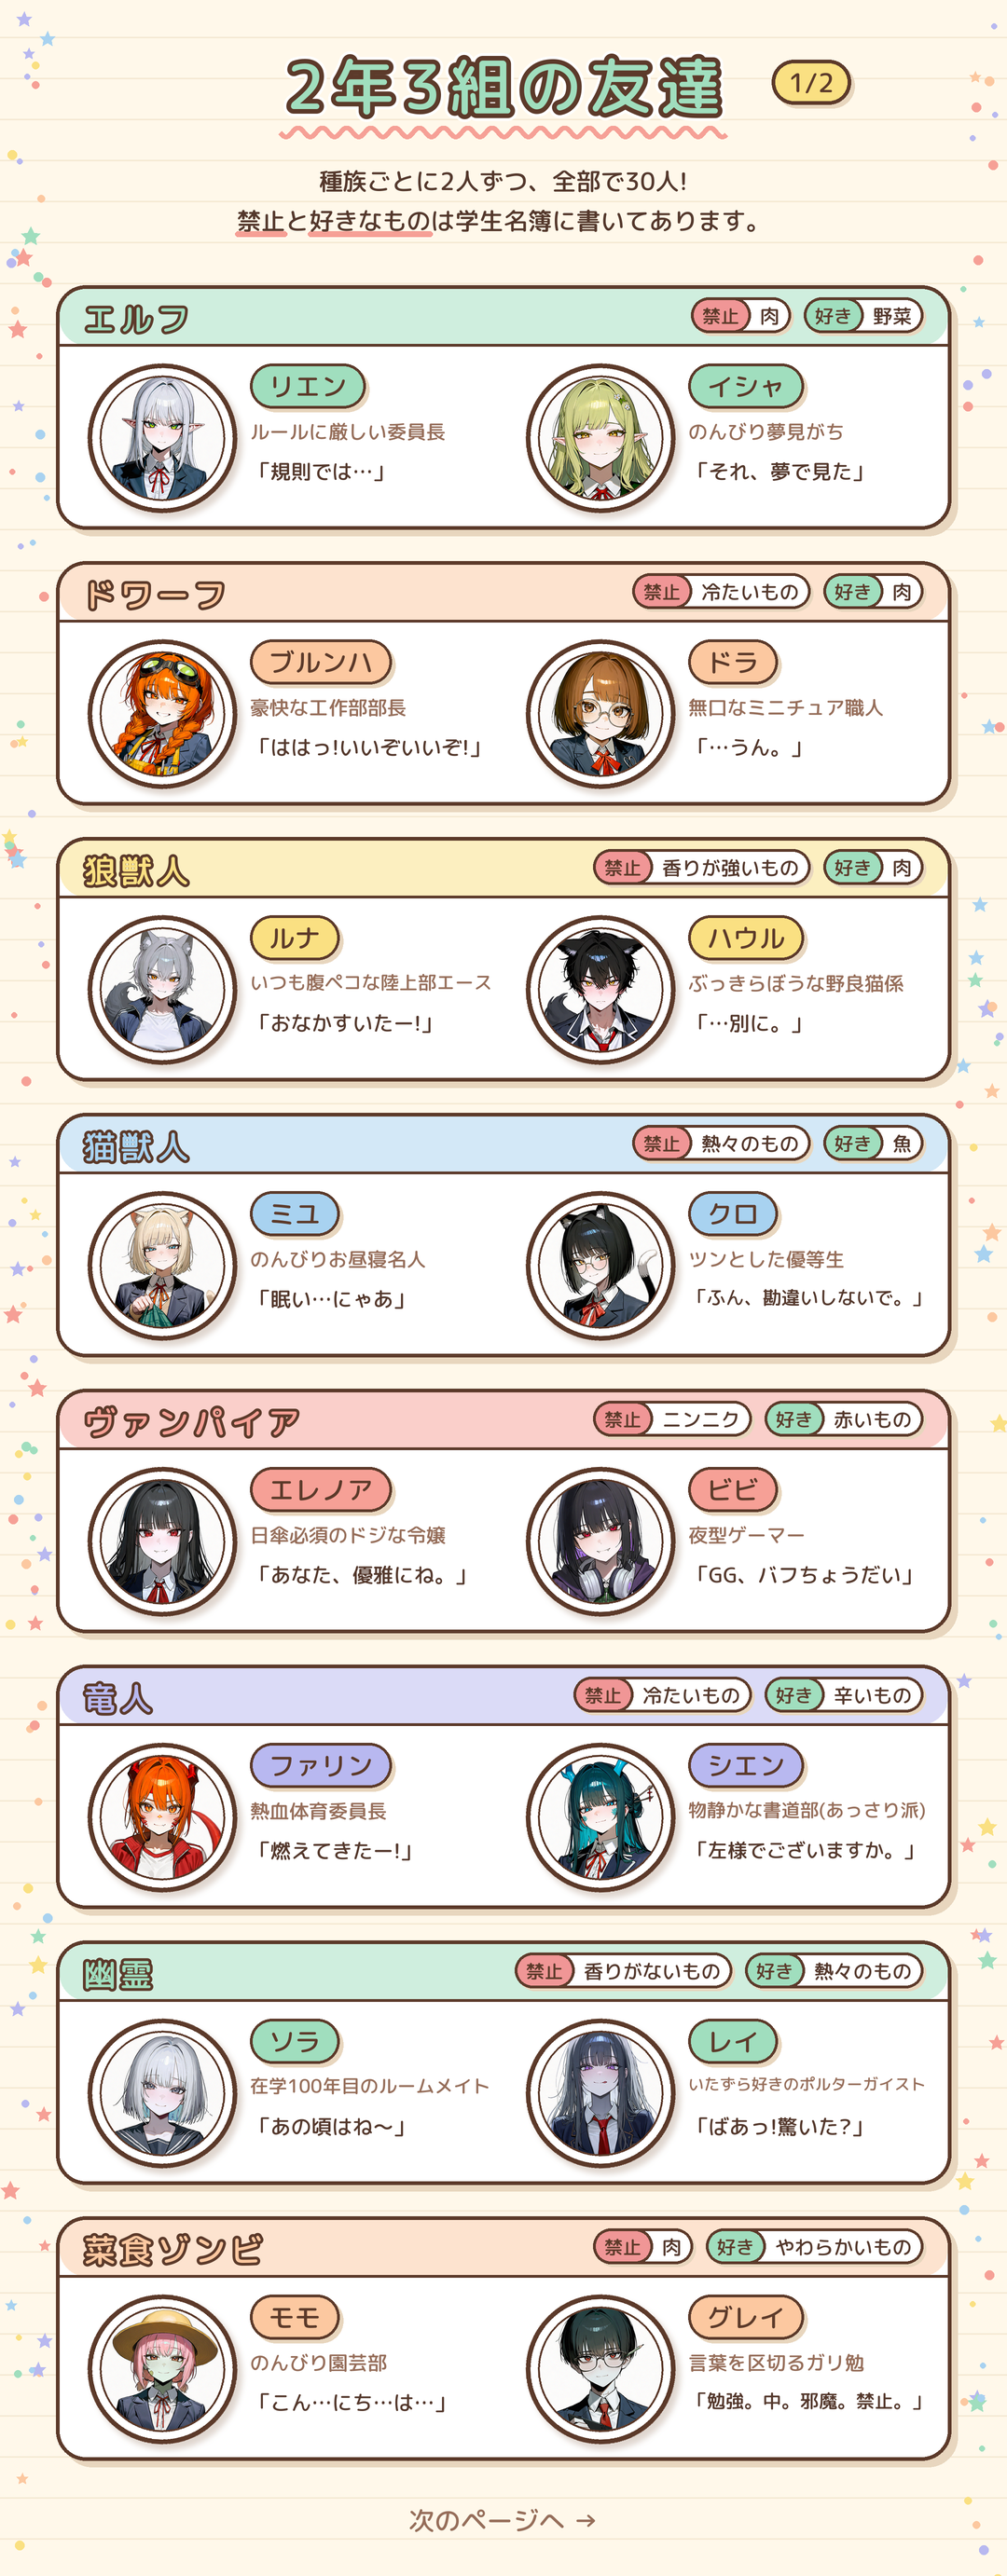 2年3組の友達
1/2
種族ごとに2人ずつ、全部で30人!
禁止と好きなものは学生名簿に書いてあります。
エルフ
禁止 肉 好き 野菜
リエン
ルールに厳しい委員長
「規則では…」
イシャ
のんびり夢見がち
「それ、夢で見た」
ドワーフ
禁止 冷たいもの 好き 肉
ブルンハ
豪快な工作部部長
「ははっ!いいぞいいぞ!」
ドラ
無口なミニチュア職人
「…うん。」
狼獣人
禁止 香りが強いもの 好き 肉
ルナ
いつも腹ペコな陸上部エース
「おなかすいたー!」
ハウル
ぶっきらぼうな野良猫係
「…別に。」
猫獣人
禁止 熱々のもの 好き 魚
ミユ
のんびりお昼寝名人
「眠い…にゃあ」
クロ
ツンとした優等生
「ふん、勘違いしないで。」
ヴァンパイア
禁止 ニンニク 好き 赤いもの
エレノア
日傘必須のドジな令嬢
「あなた、優雅にね。」
ビビ
夜型ゲーマー
「GG、バフちょうだい」
竜人
禁止 冷たいもの 好き 辛いもの
ファリン
熱血体育委員長
「燃えてきたー!」
シエン
物静かな書道部(あっさり派)
「左様でございますか。」
幽霊
禁止 香りがないもの 好き 熱々のもの
ソラ
在学100年目のルームメイト
「あの頃はね〜」
レイ
いたずら好きのポルターガイスト
「ばあっ!驚いた?」
菜食ゾンビ
禁止 肉 好き やわらかいもの
モモ
のんびり園芸部
「こん…にち…は…」
グレイ
言葉を区切るガリ勉
「勉強。中。邪魔。禁止。」
次のページへ →